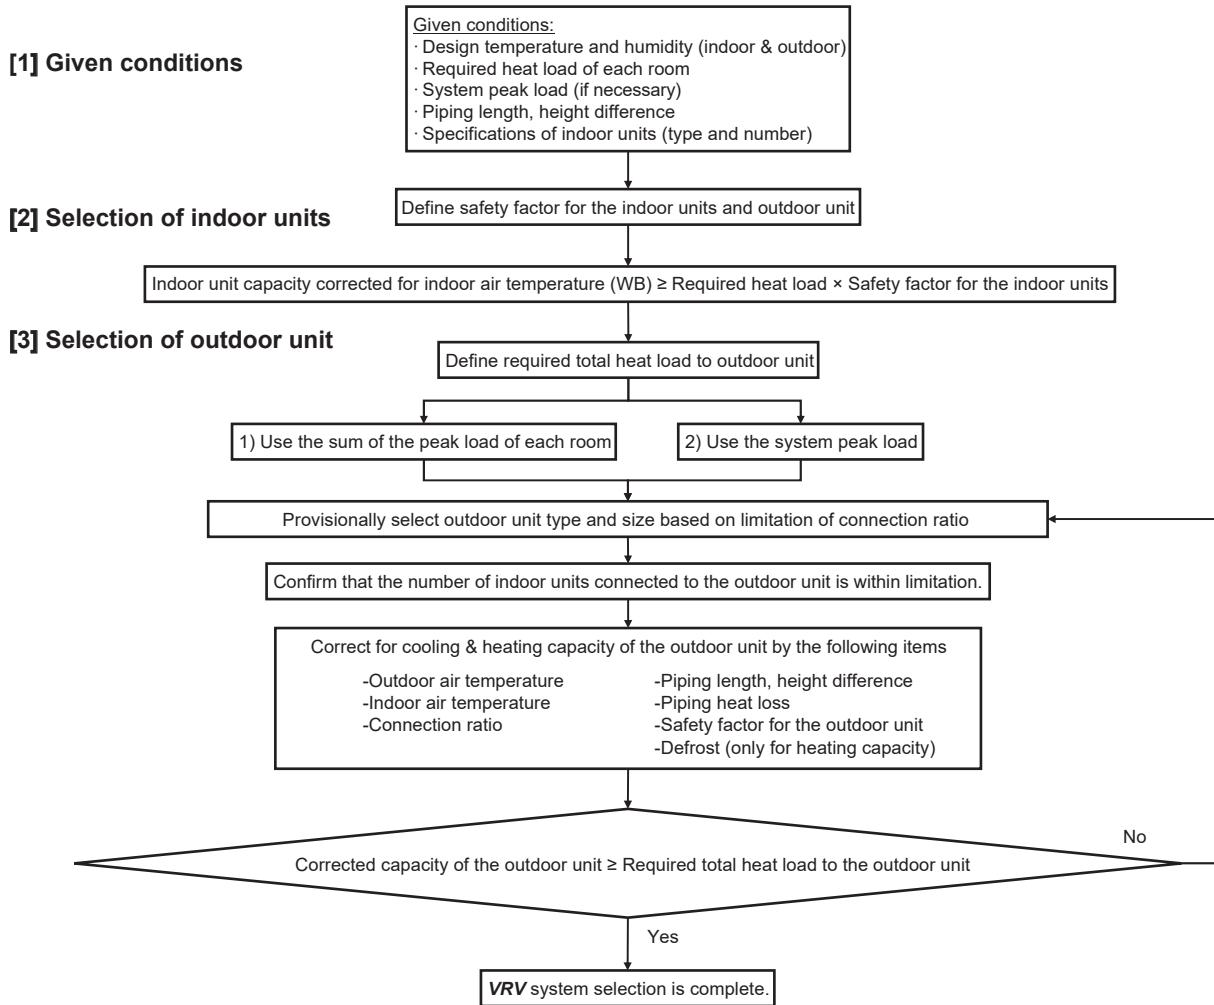 [1] Given conditions
Given conditions:
· Design temperature and humidity (indoor & outdoor)
· Required heat load of each room
· System peak load (if necessary)
· Piping length, height difference
· Specifications of indoor units (type and number)
[2] Selection of indoor units
Define safety factor for the indoor units and outdoor unit
Indoor unit capacity corrected for indoor air temperature (WB) ≥ Required heat load × Safety factor for the indoor units
[3] Selection of outdoor unit
Define required total heat load to outdoor unit
1) Use the sum of the peak load of each room
2) Use the system peak load
Provisionally select outdoor unit type and size based on limitation of connection ratio
Confirm that the number of indoor units connected to the outdoor unit is within limitation.
Correct for cooling & heating capacity of the outdoor unit by the following items
-Outdoor air temperature
-Indoor air temperature
-Connection ratio
-Piping length, height difference
-Piping heat loss
-Safety factor for the outdoor unit
-Defrost (only for heating capacity)
Corrected capacity of the outdoor unit ≥ Required total heat load to the outdoor unit
No
Yes
VRV system selection is complete.